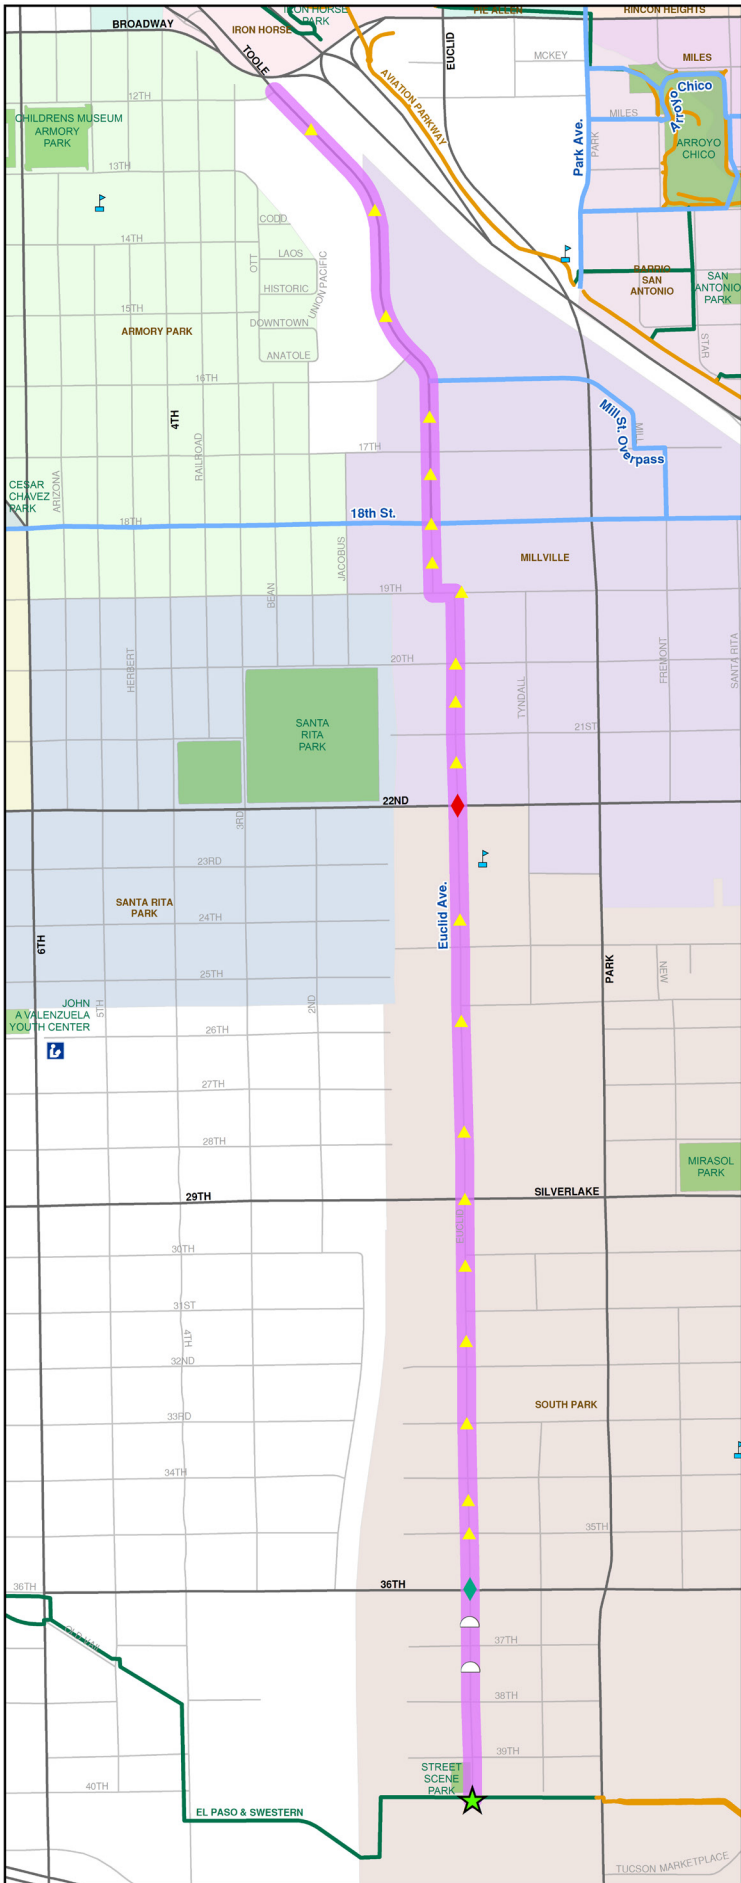 IRON HORSE
PARK
PIE ALLEN
RINCON HEIGHTS
BROADWAY
IRON HORSE
TOOLE
EUCLID
MCKEY
MILES
AVIATION PARKWAY
Arroyo
Chico
12TH
CHILDRENS MUSEUM
ARMORY
PARK
MILES
Park Ave.
PARK
ARROYO
CHICO
13TH
CODD
14TH
LAOS
OTT
UNION PACIFIC
HISTORIC
BARRIO
SAN
ANTONIO
SAN
ANTONIO
PARK
15TH
DOWNTOWN
ARMORY PARK
ANATOLE
STAR
16TH
4TH
Mill St. Overpass
MILL
17TH
RAILROAD
CESAR
CHAVEZ
PARK
ARIZONA
18TH
18th St.
JACOBUS
MILLVILLE
19TH
BEAN
HERBERT
20TH
TYNDALL
FREMONT
SANTA RITA
SANTA
RITA
PARK
21ST
22ND
3RD
23RD
SANTA RITA
PARK
24TH
Euclid Ave.
6TH
PARK
NEW
25TH
JOHN
A VALENZUELA
YOUTH CENTER
5TH
2ND
26TH
27TH
28TH
MIRASOL
PARK
29TH
SILVERLAKE
EUCLID
30TH
31ST
4TH
32ND
SOUTH PARK
33RD
34TH
35TH
36TH
36TH
OLD VAIL
37TH
38TH
39TH
STREET
SCENE
PARK
40TH
EL PASO & SWESTERN
TUCSON MARKETPLACE